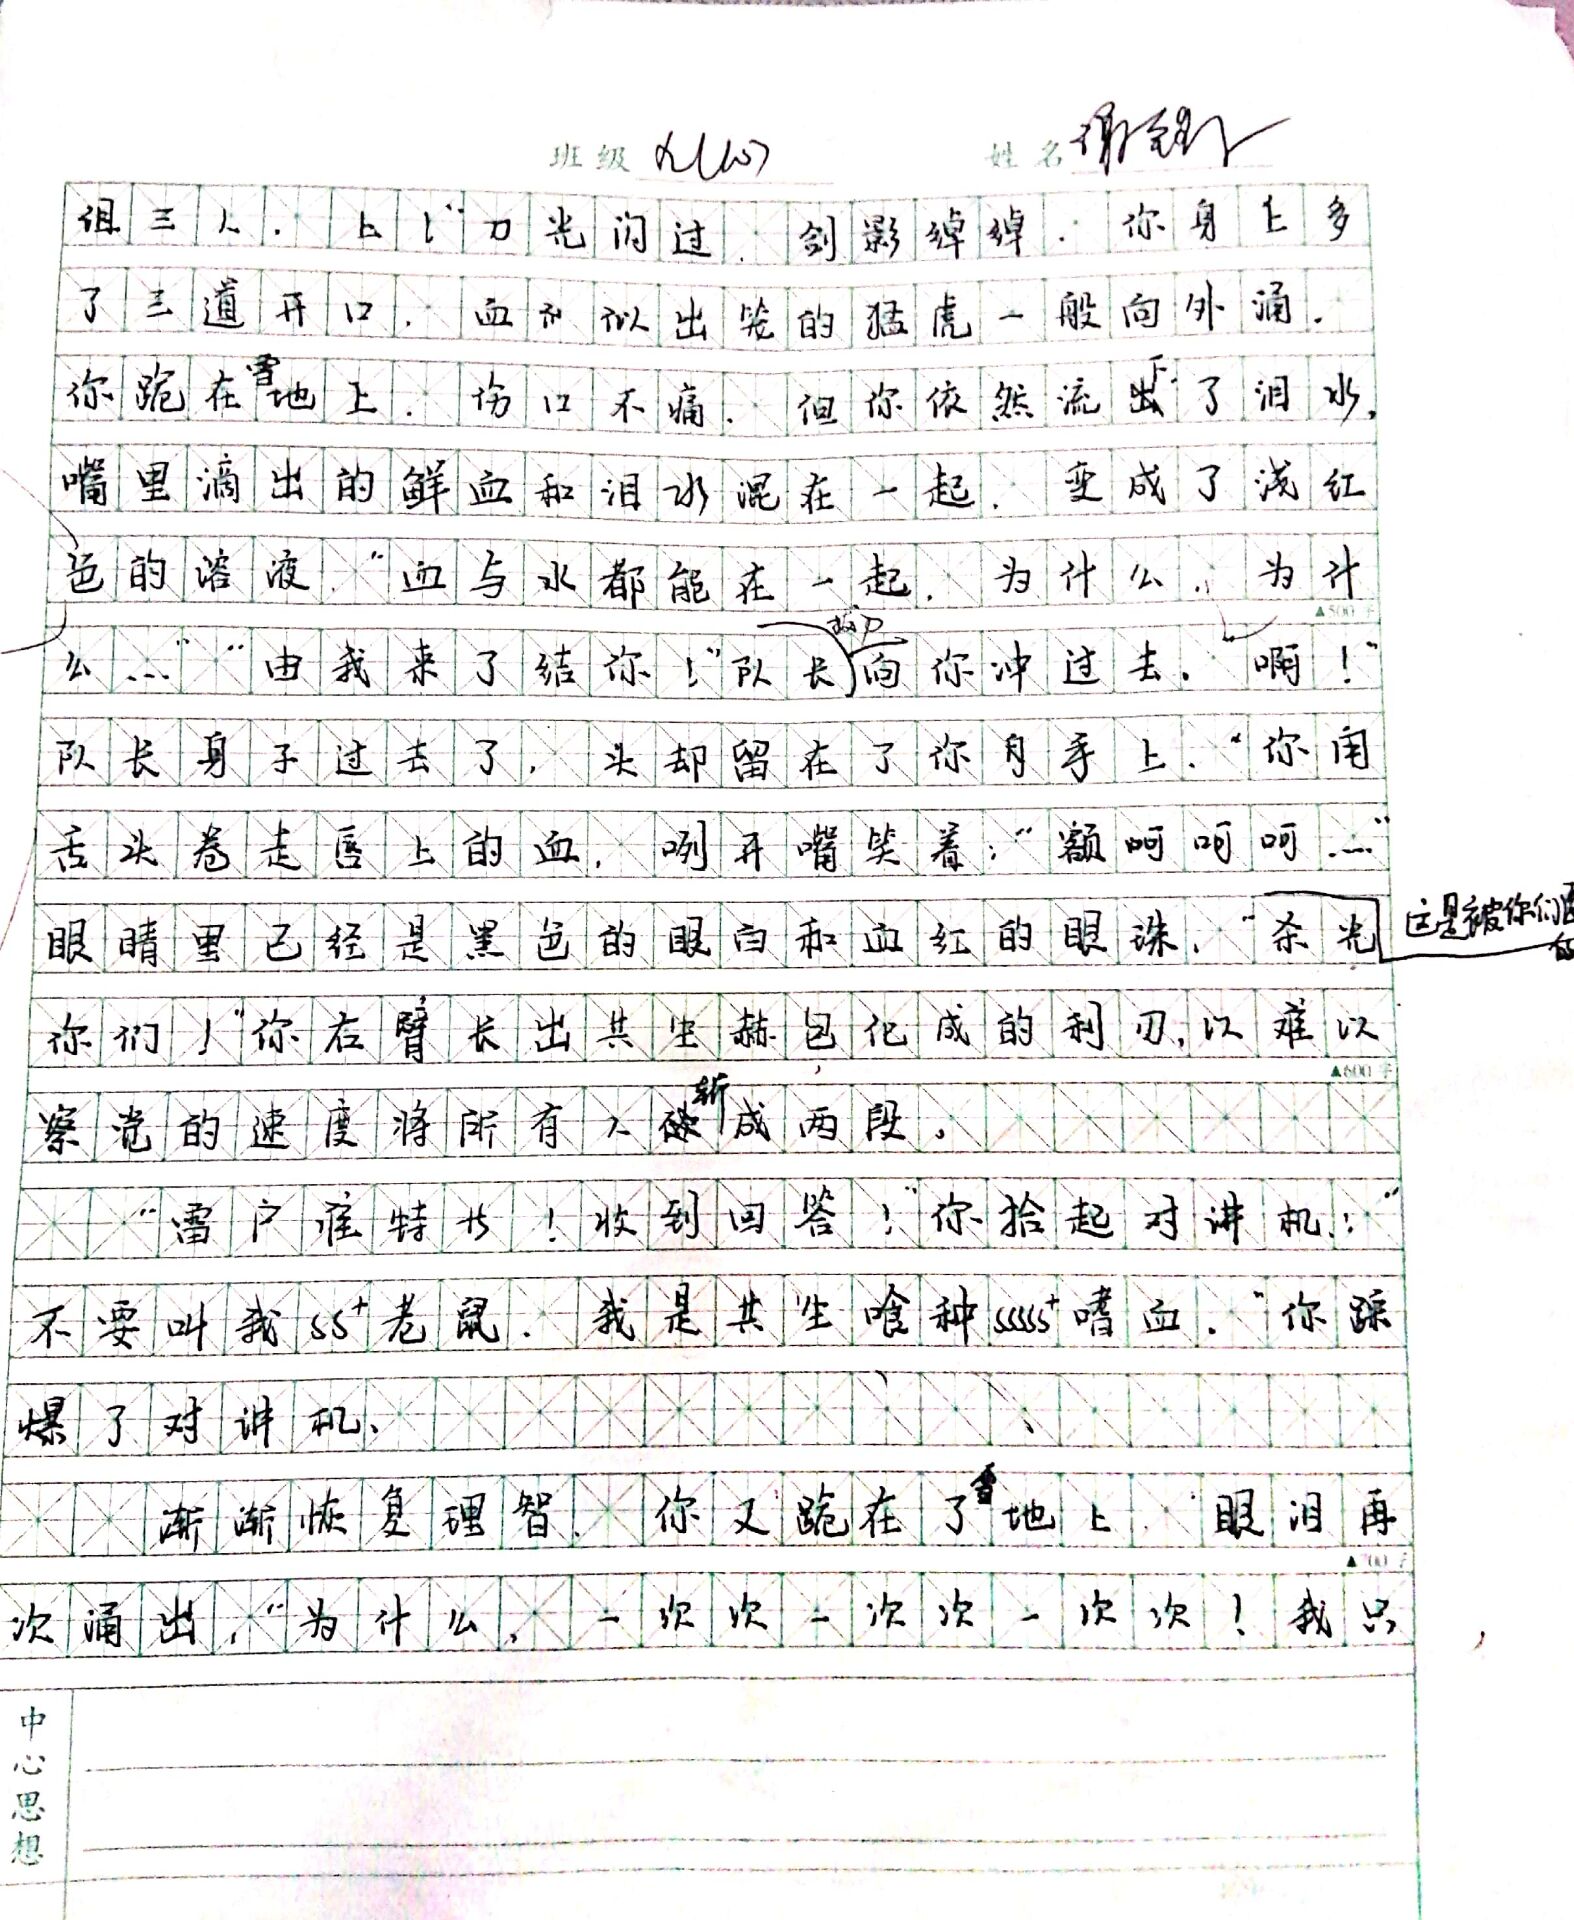 班级 九(10) 姓名
组三人.上!"刀光闪过.剑影绰绰.你身上多
了三道开口.血和似出笼的猛虎一般向外涌.
你跪在雪地上.伤口不痛.但你依然流下了泪水,
嘴里滴出的鲜血和泪水混在一起.变成了浅红
色的溶液."血与水都能在一起.为什么.为什
么……""由我来了结你!"队长拔刀向你冲过去."啊!"
队长身子过去了.头却留在了你手上."你用
舌头卷走唇上的血.咧开嘴笑着:"额呵呵呵……"
眼睛里已经是黑色的眼白和血红的眼珠."杀光
这是被你们
你们!"你右臂长出共生赫包化成的利刃,以难以
察觉的速度将所有人斩成两段.
"雷户准特书!收到回答!"你拾起对讲机:"
不要叫我SS+老鼠.我是共生喰种SSSSS+嗜血."你踩
爆了对讲机.
渐渐恢复理智.你又跪在了雪地上.眼泪再
次涌出."为什么,一次次一次次一次次!我只
▲500字
▲600字
▲700字
中心思想